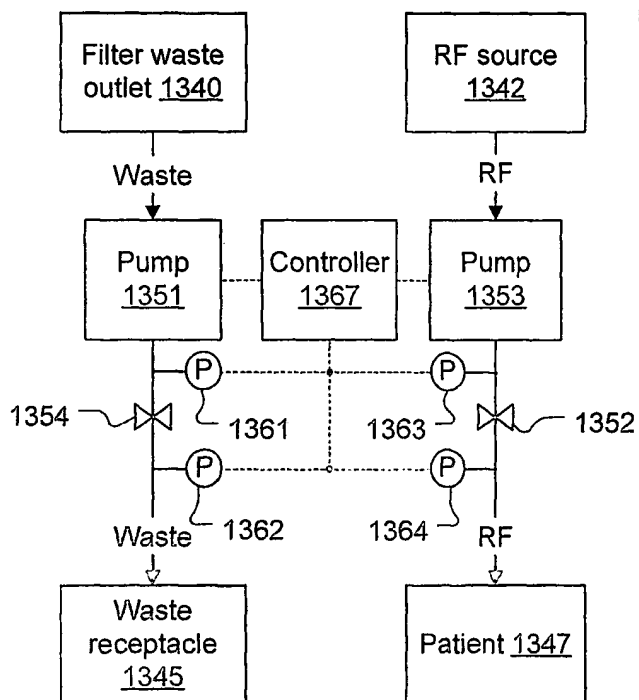 Filter waste
outlet 1340
RF source
1342
Waste
RF
Pump
1351
Controller
1367
Pump
1353
P
P
1354
1361
1363
1352
P
P
1362
1364
Waste
RF
Waste
receptacle
1345
Patient 1347